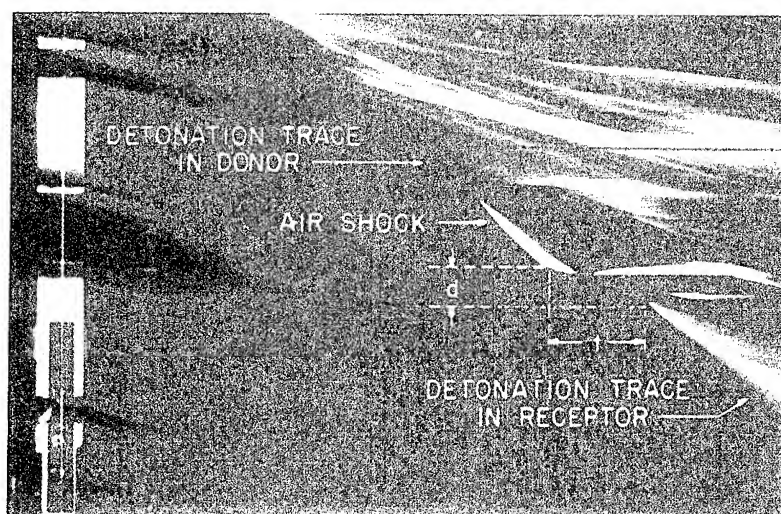 DETONATION TRACE
IN DONOR
AIR SHOCK
d
DETONATION TRACE
IN RECEPTOR